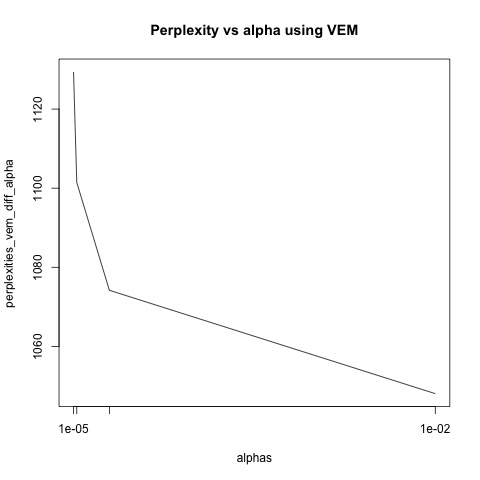 Perplexity vs alpha using VEM
perplexities_vem_diff_alpha
1120
1100
1080
1060
1e-05
1e-02
alphas